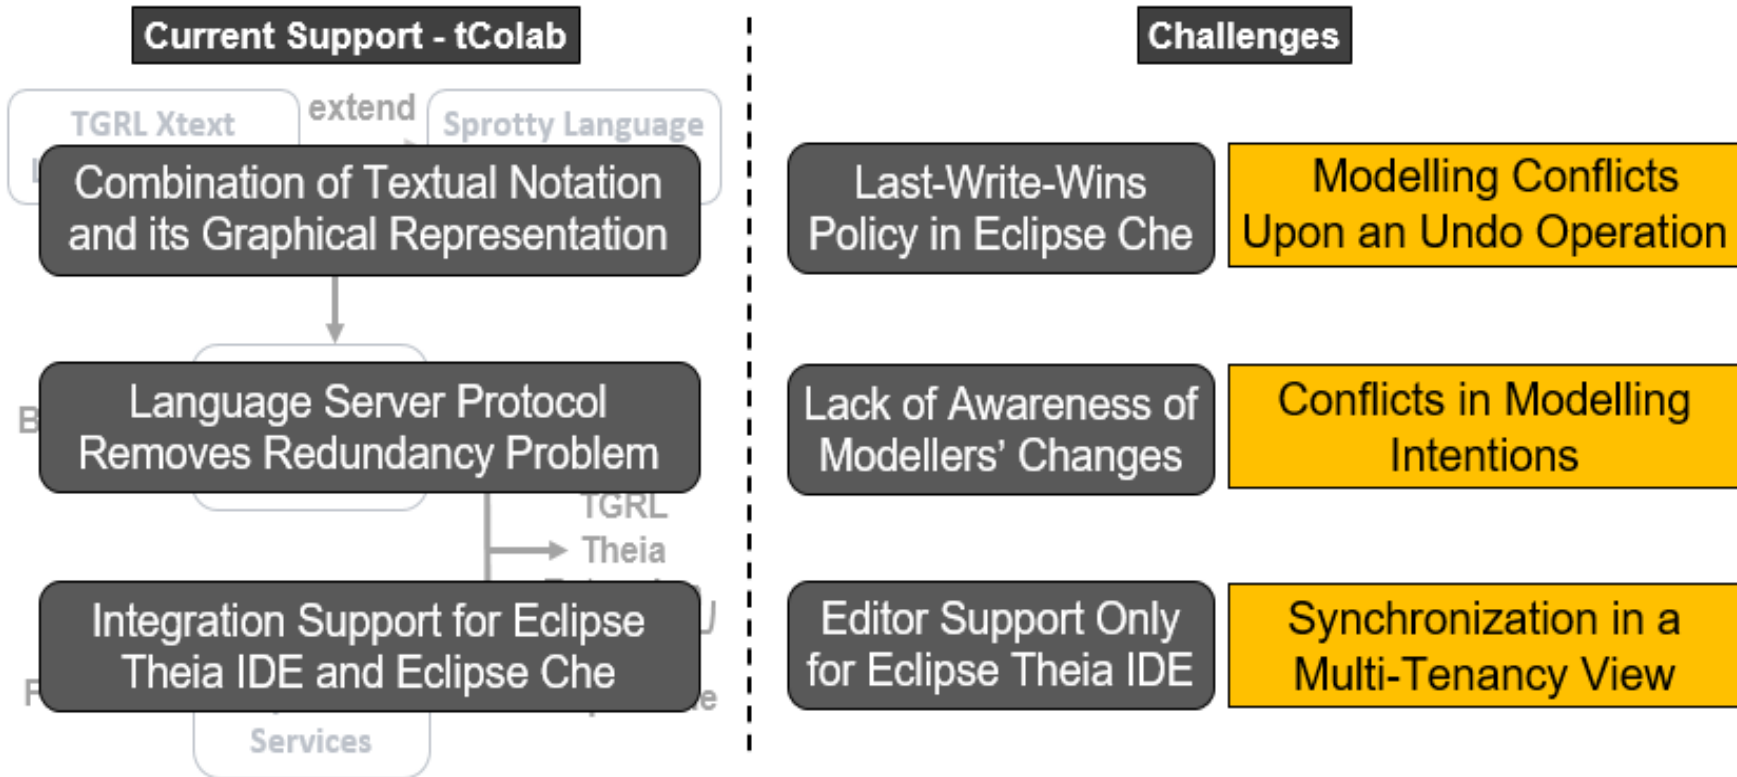 Current Support - tColab
extend
TGRL Xtext
Sprotty Language
Combination of Textual Notation
and its Graphical Representation
Language Server Protocol
Removes Redundancy Problem
TGRL
Theia
Integration Support for Eclipse
Theia IDE and Eclipse Che
Services
Challenges
Last-Write-Wins
Policy in Eclipse Che
Modelling Conflicts
Upon an Undo Operation
Lack of Awareness of
Modellers’ Changes
Conflicts in Modelling
Intentions
Editor Support Only
for Eclipse Theia IDE
Synchronization in a
Multi-Tenancy View